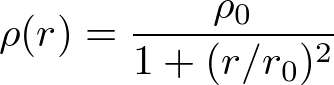 ρ(r) = ρ₀ / (1 + (r/r₀)²)